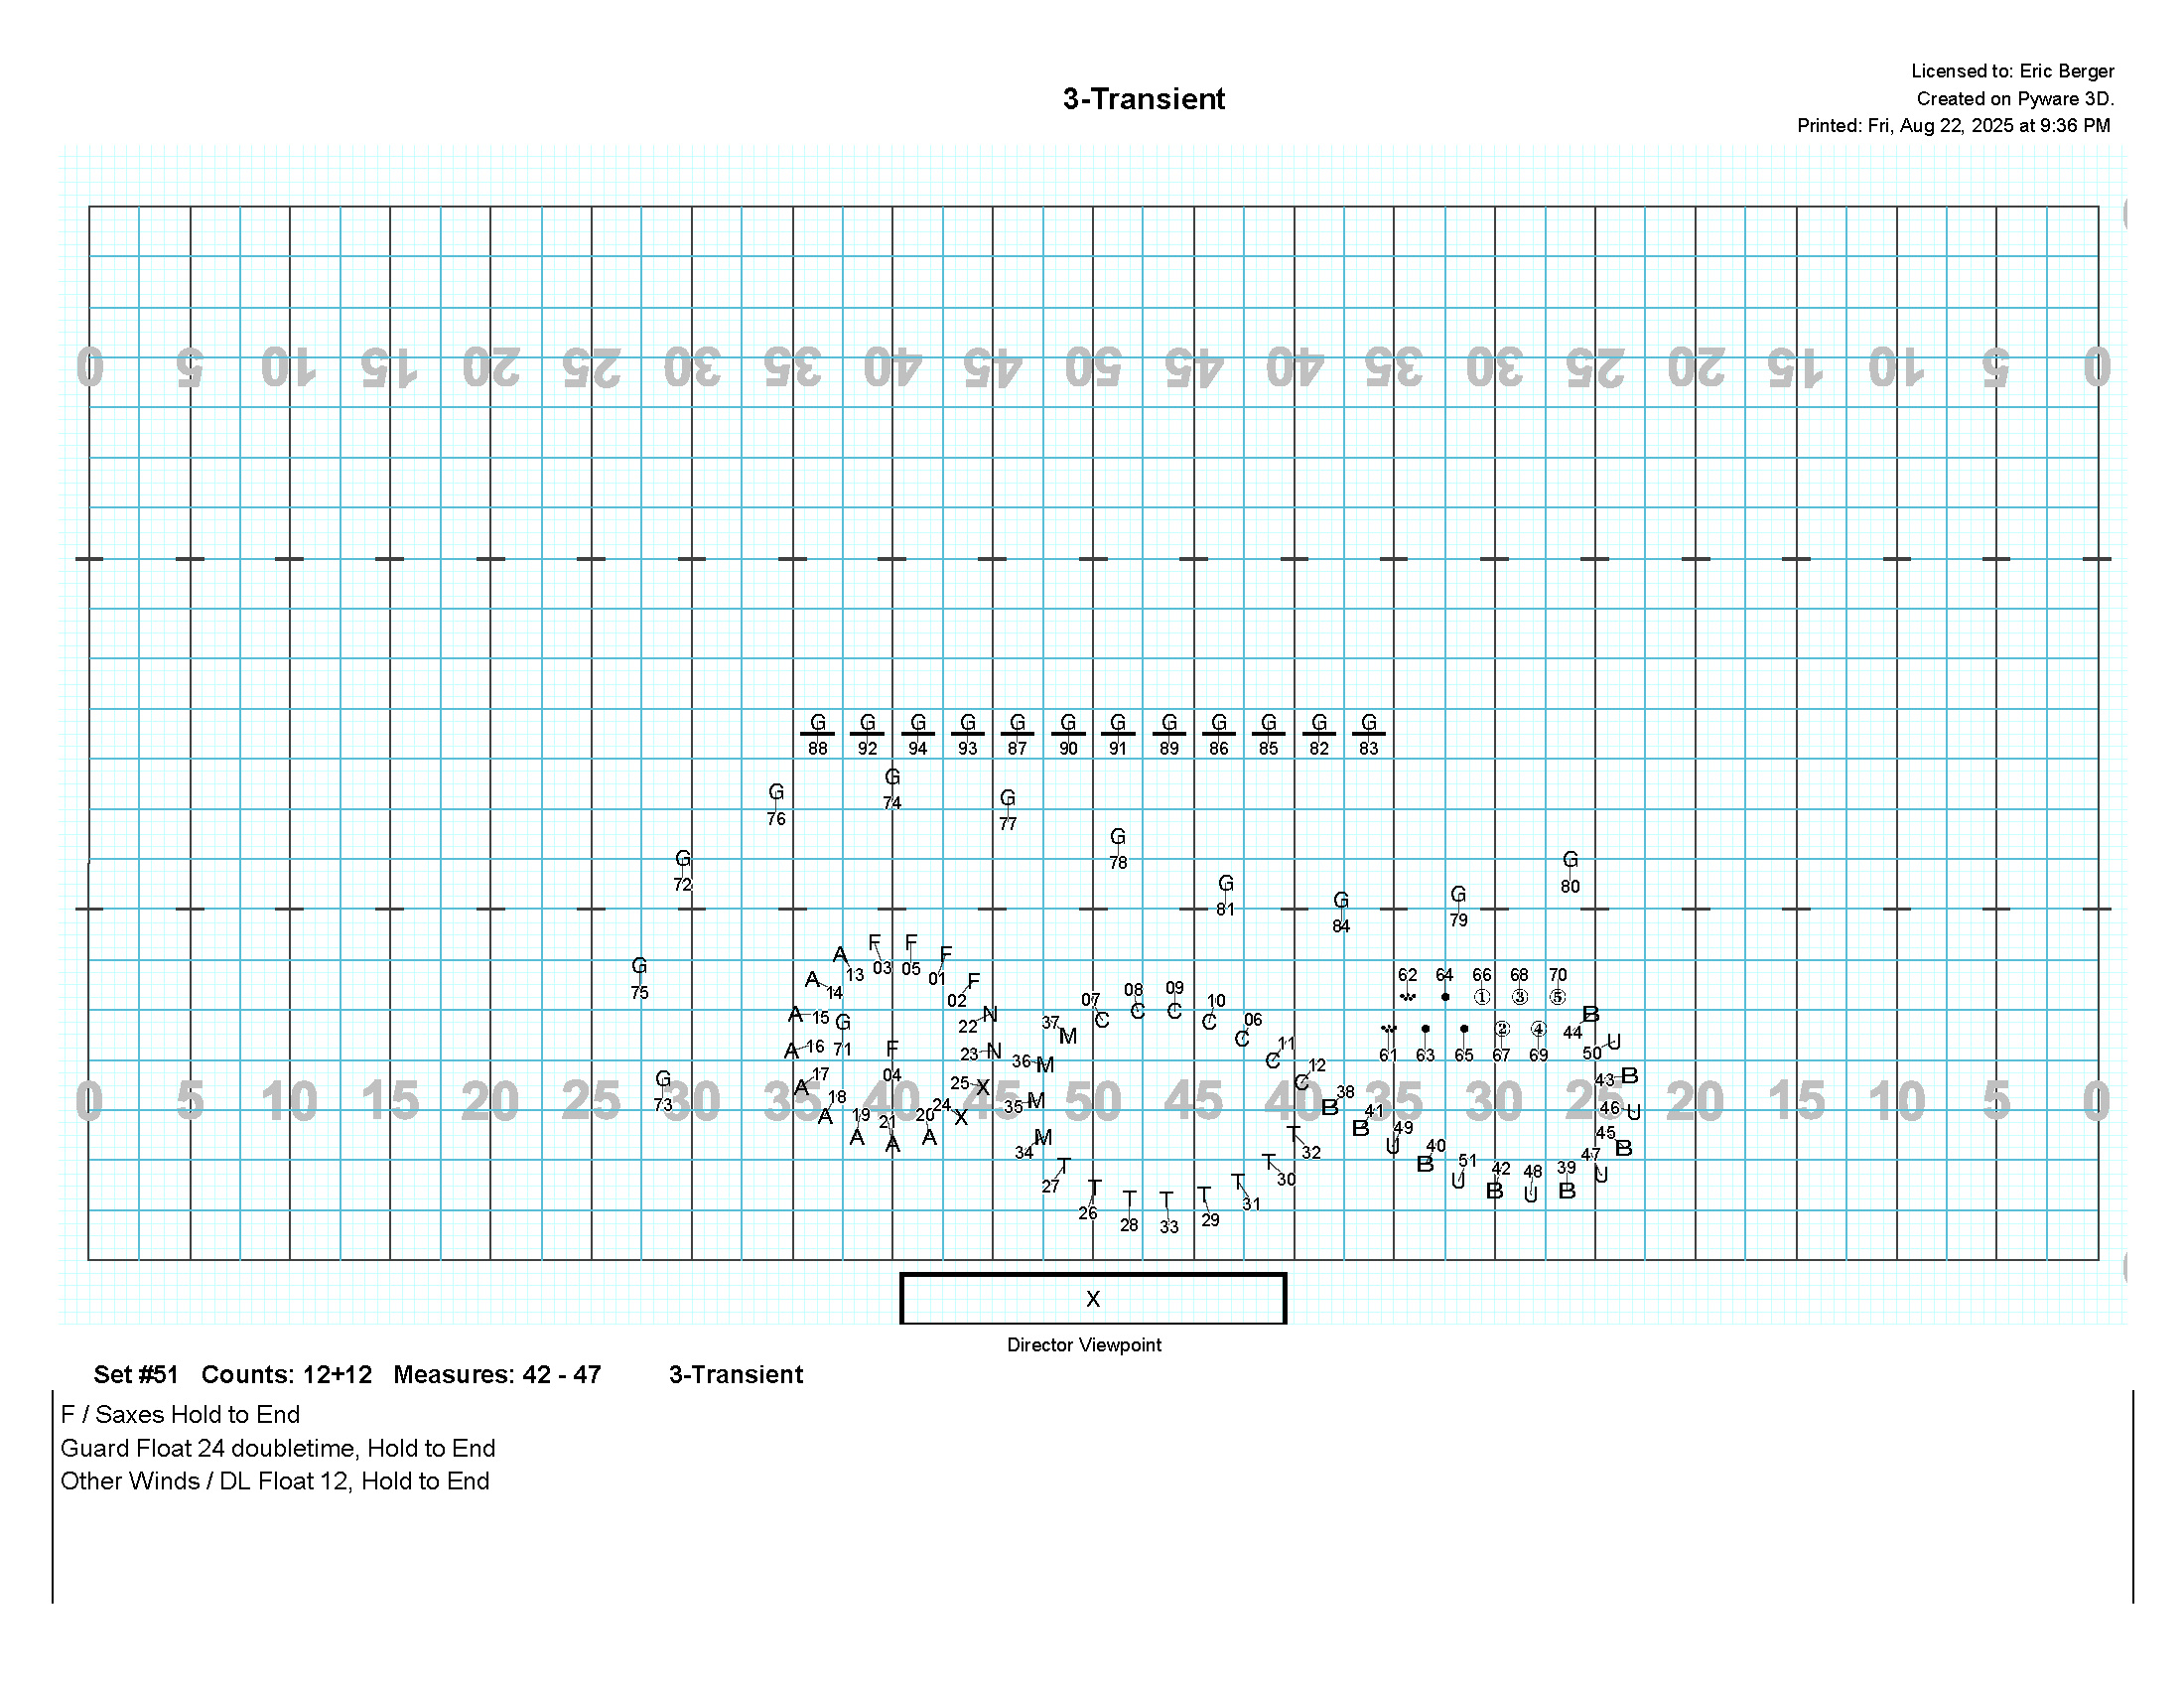 Licensed to: Eric Berger
3-Transient
Created on Pyware 3D.
Printed: Fri, Aug 22, 2025 at 9:36 PM
0 5 10 15 20 25 30 35 40 45 50 45 40 35 30 25 20 15 10 5 0
G G G G G G G G G G G G
88 92 94 93 87 90 91 89 86 85 82 83
G
74
G
76
G
77
G
78
G
72
G
80
G
81
G
79
G
84
F F F F
03 05 01 02
A A A A A A A A A
13 14 15 16 17 18 19 21 20
G
75
G
71
F
04
G
73
N N
22 23
X X
25 24
M M M M
37 36 35 34
C C C C C C C
07 08 09 10 06 11 12
62 64 66 68 70
① ③ ⑤
② ④
61 63 65 67 69
T T T T T T T T
27 26 28 33 29 31 30 32
B B U B U B U B U B U B U B
38 41 49 40 51 42 48 39 47 45 46 43 50 44
0 5 10 15 20 25 30 35 40 45 50 45 40 35 30 25 20 15 10 5 0
X
Director Viewpoint
Set #51 Counts: 12+12 Measures: 42 - 47 3-Transient
F / Saxes Hold to End
Guard Float 24 doubletime, Hold to End
Other Winds / DL Float 12, Hold to End